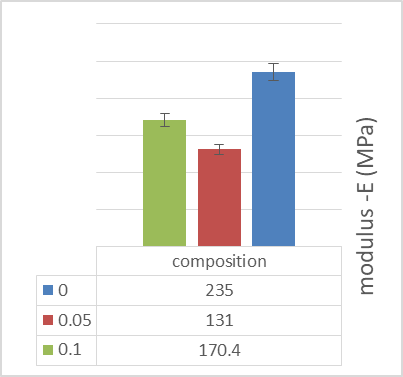 modulus -E (MPa)
composition
0 235
0.05 131
0.1 170.4